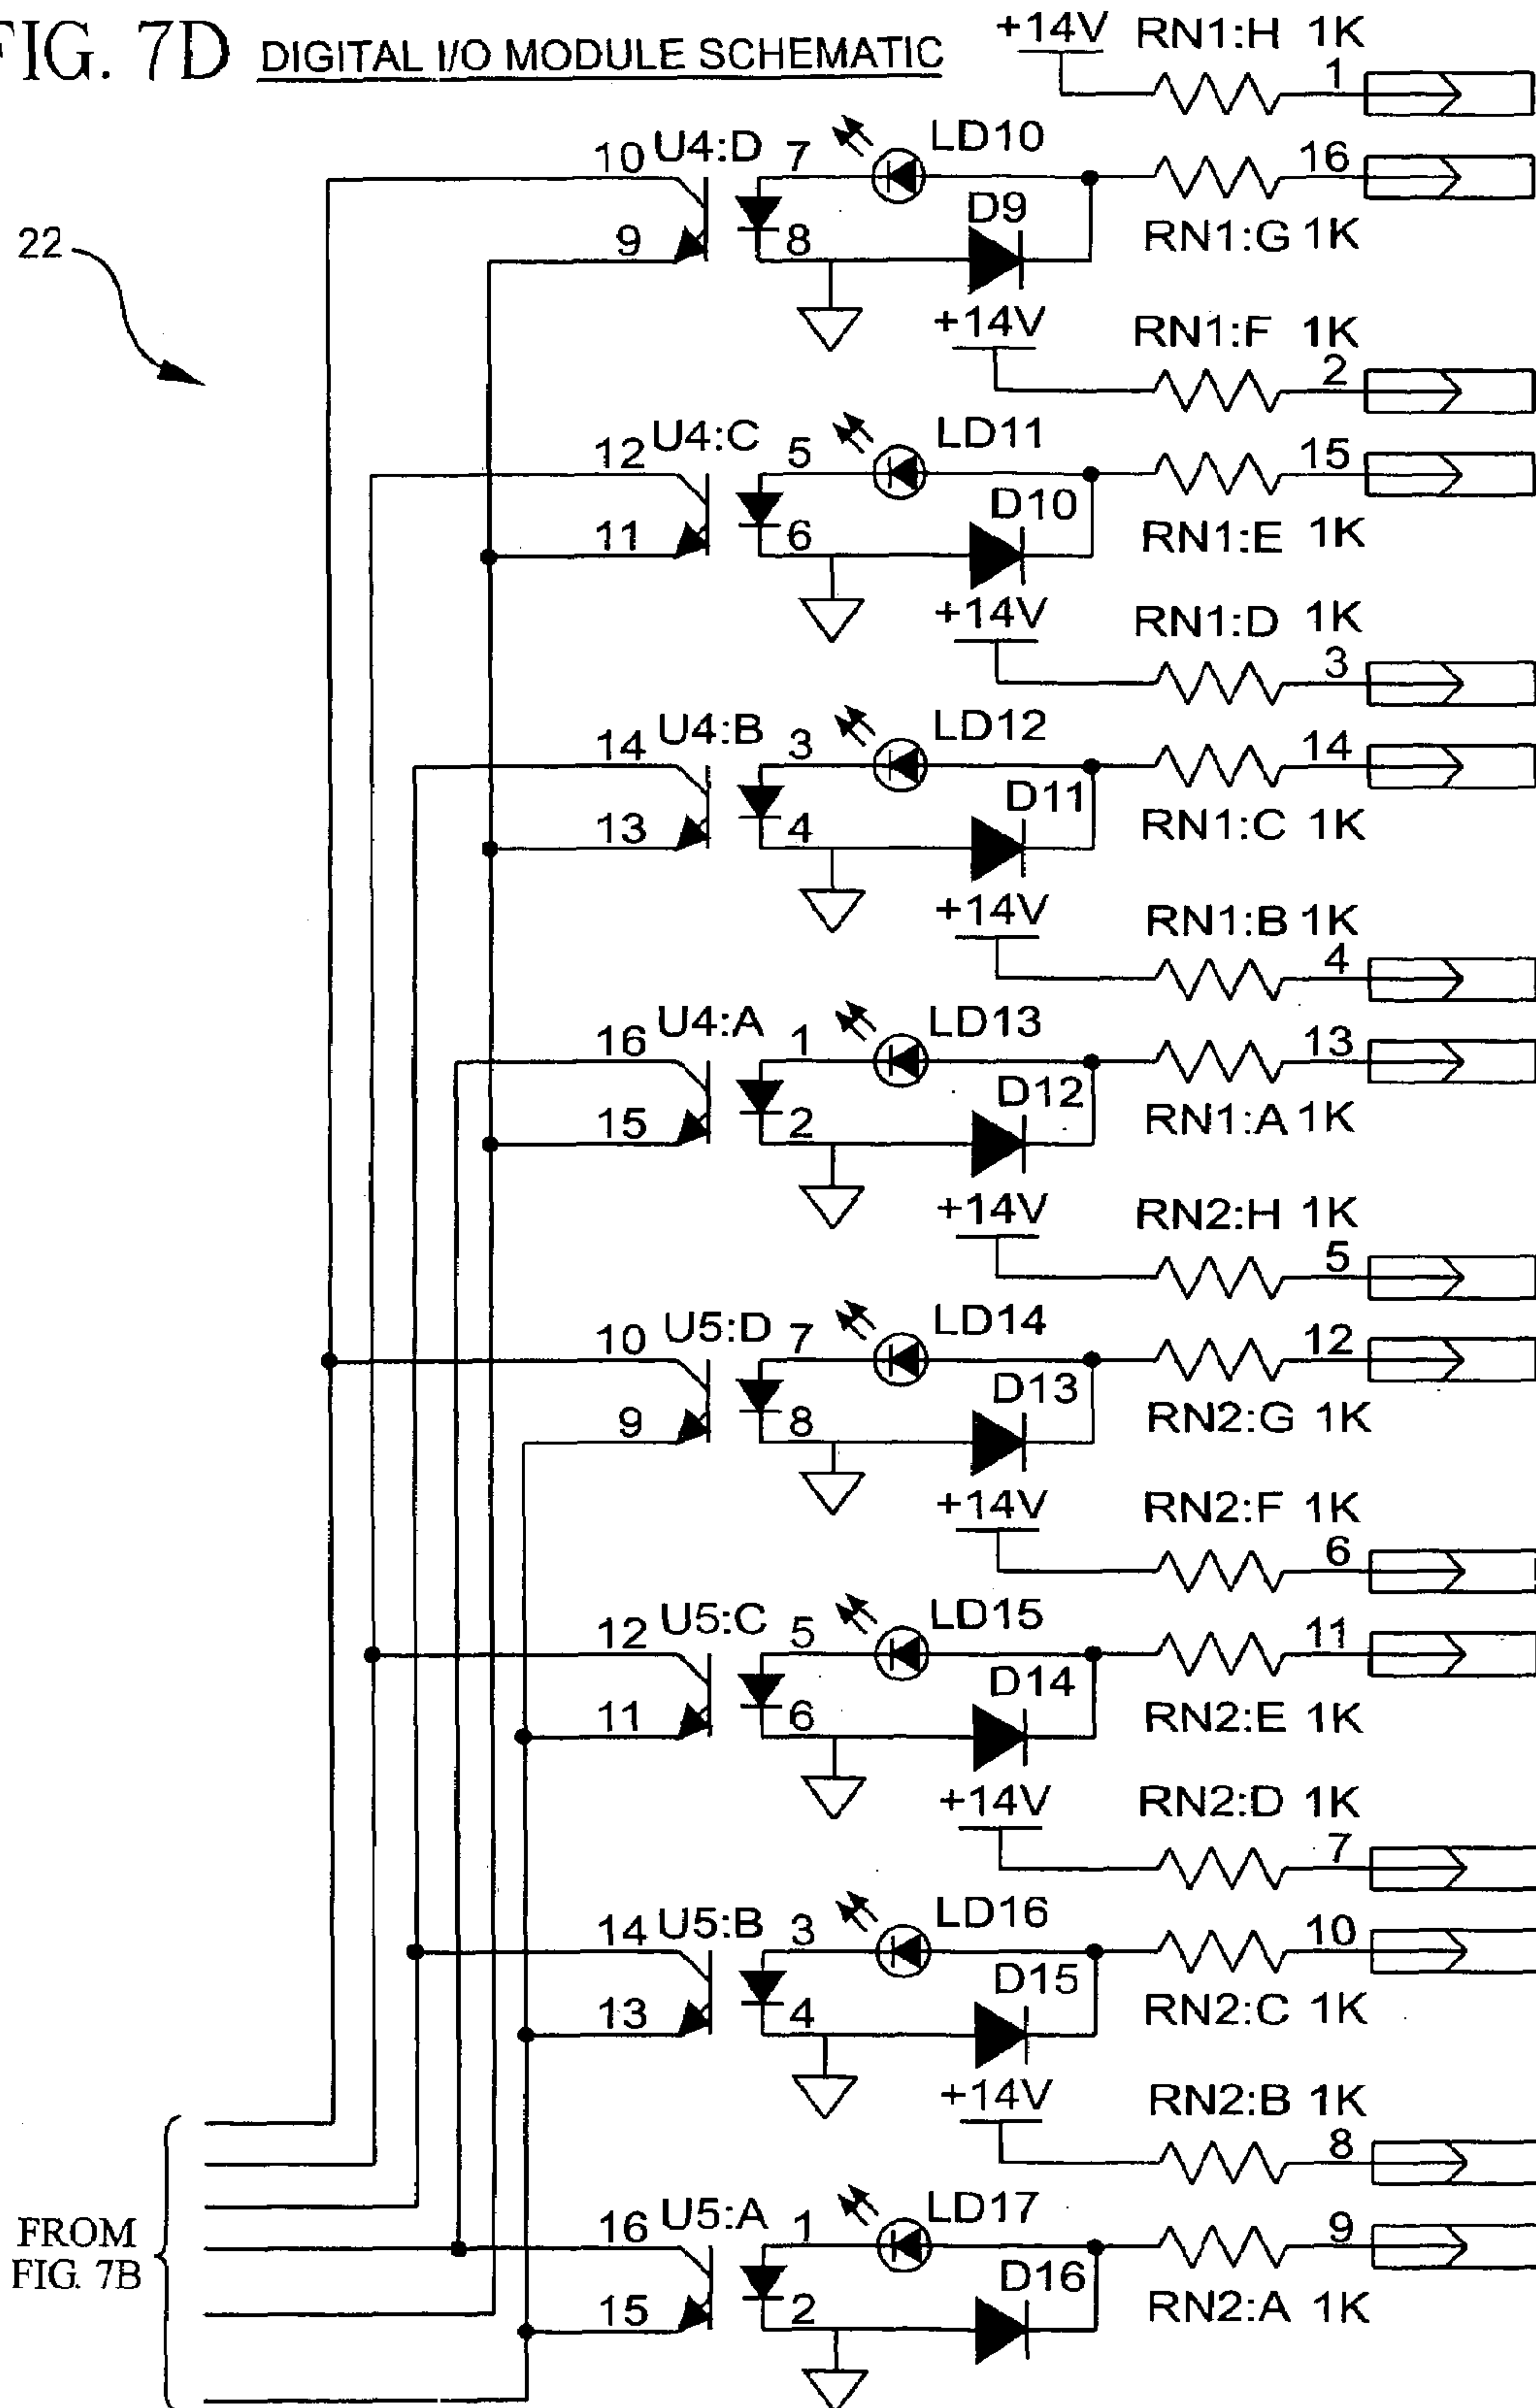 FIG. 7D DIGITAL I/O MODULE SCHEMATIC
+14V RN1:H 1K
1
10 U4:D 7 LD10 16
22 9 8 D9 RN1:G 1K
+14V RN1:F 1K
2
12 U4:C 5 LD11 15
11 6 D10 RN1:E 1K
+14V RN1:D 1K
3
14 U4:B 3 LD12 14
13 4 D11 RN1:C 1K
+14V RN1:B 1K
4
16 U4:A 1 LD13 13
15 2 D12 RN1:A 1K
+14V RN2:H 1K
5
10 U5:D 7 LD14 12
9 8 D13 RN2:G 1K
+14V RN2:F 1K
6
12 U5:C 5 LD15 11
11 6 D14 RN2:E 1K
+14V RN2:D 1K
7
14 U5:B 3 LD16 10
13 4 D15 RN2:C 1K
+14V RN2:B 1K
8
16 U5:A 1 LD17 9
15 2 D16 RN2:A 1K
FROM
FIG. 7B